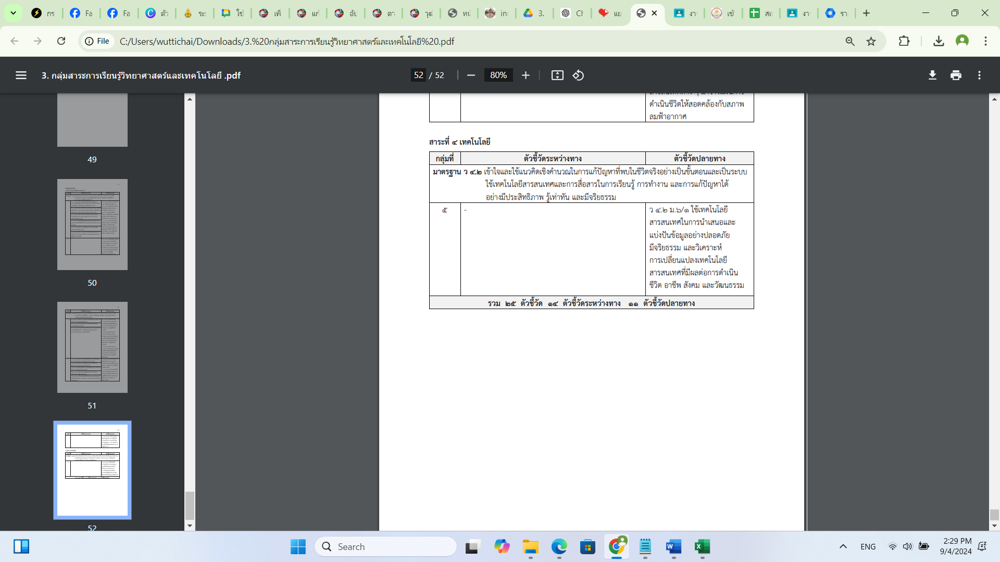 กร
Fa
Fa
ตัว
ระ
ใช้
เพิ่
แก้
อัป
ดา
วุฒ
หน้
ini
3.
Ch
แย
งา
เข้
สเ
งา
ราย
File C:/Users/wuttichai/Downloads/3.%20กลุ่มสาระการเรียนรู้วิทยาศาสตร์และเทคโนโลยี%20.pdf
3. กลุ่มสาระการเรียนรู้วิทยาศาสตร์และเทคโนโลยี .pdf
52 / 52
80%
49
50
51
52
ดำเนินชีวิตให้สอดคล้องกับสภาพ
ลมฟ้าอากาศ
สาระที่ ๔ เทคโนโลยี
กลุ่มที่ ตัวชี้วัดระหว่างทาง ตัวชี้วัดปลายทาง
มาตรฐาน ว ๔.๒ เข้าใจและใช้แนวคิดเชิงคำนวณในการแก้ปัญหาที่พบในชีวิตจริงอย่างเป็นขั้นตอนและเป็นระบบ
ใช้เทคโนโลยีสารสนเทศและการสื่อสารในการเรียนรู้ การทำงาน และการแก้ปัญหาได้
อย่างมีประสิทธิภาพ รู้เท่าทัน และมีจริยธรรม
๕ - ว ๔.๒ ม.๖/๑ ใช้เทคโนโลยี
สารสนเทศในการนำเสนอและ
แบ่งปันข้อมูลอย่างปลอดภัย
มีจริยธรรม และวิเคราะห์
การเปลี่ยนแปลงเทคโนโลยี
สารสนเทศที่มีผลต่อการดำเนิน
ชีวิต อาชีพ สังคม และวัฒนธรรม
รวม ๒๕ ตัวชี้วัด ๑๔ ตัวชี้วัดระหว่างทาง ๑๑ ตัวชี้วัดปลายทาง
Search
ENG
2:29 PM
9/4/2024